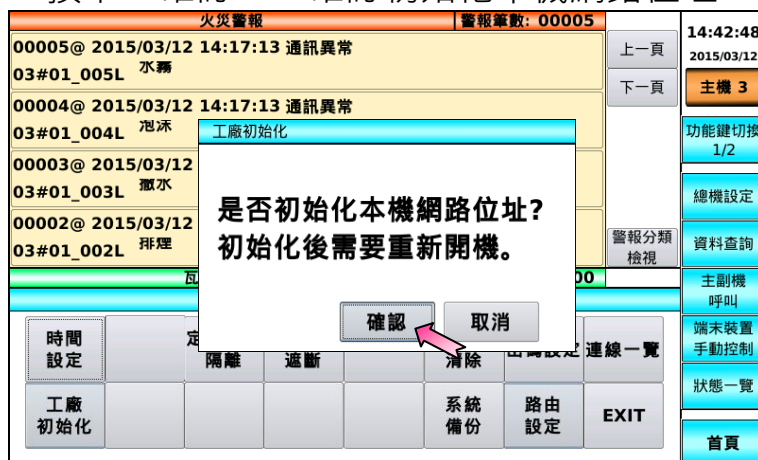 火災警報
警報筆數: 00005
14:42:48
2015/03/12
00005@ 2015/03/12 14:17:13 通訊異常
03#01_005L 水霧
上一頁
00004@ 2015/03/12 14:17:13 通訊異常
03#01_004L 泡沫
下一頁
主機 3
工廠初始化
功能鍵切換
1/2
00003@ 2015/03/12
03#01_003L 撒水
00002@ 2015/03/12
03#01_002L 排煙
是否初始化本機網路位址?
初始化後需要重新開機。
確認
取消
警報分類
檢視
總機設定
資料查詢
主副機
呼叫
端末裝置
手動控制
狀態一覽
首頁
時間
設定
隔離
遮斷
清除
連線一覽
工廠
初始化
系統
備份
路由
設定
EXIT